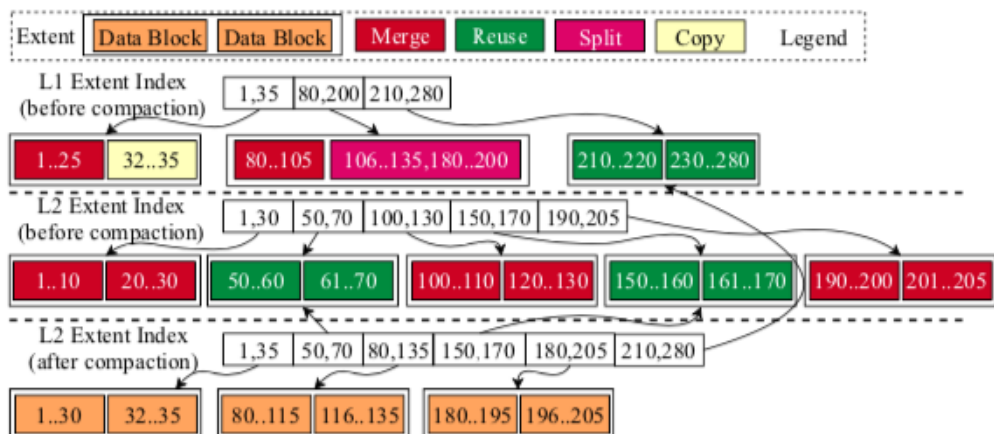 Extent Data Block Data Block Merge Reuse Split Copy Legend
L1 Extent Index
(before compaction)
1,35 80,200 210,280
1..25 32..35 80..105 106..135,180..200 210..220 230..280
L2 Extent Index
(before compaction)
1,30 50,70 100,130 150,170 190,205
1..10 20..30 50..60 61..70 100..110 120..130 150..160 161..170 190..200 201..205
L2 Extent Index
(after compaction)
1,35 50,70 80,135 150,170 180,205 210,280
1..30 32..35 80..115 116..135 180..195 196..205